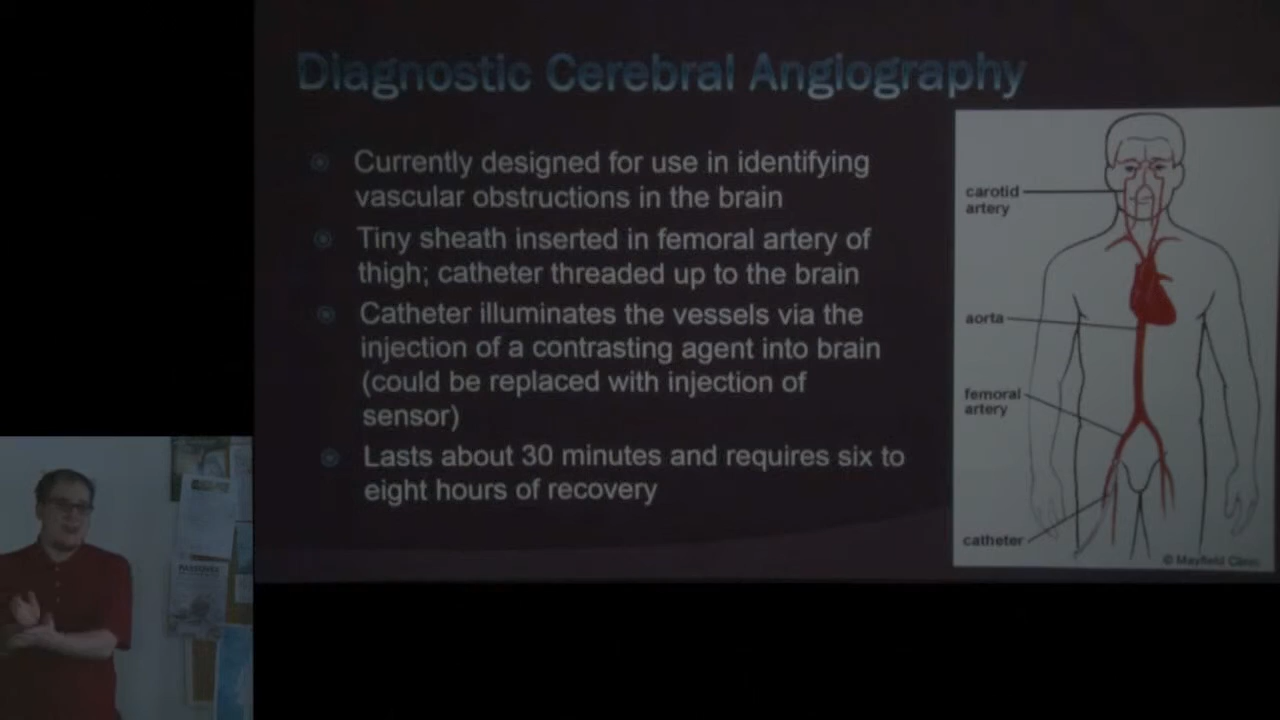 Diagnostic Cerebral Angiography
Currently designed for use in identifying
vascular obstructions in the brain
Tiny sheath inserted in femoral artery of
thigh; catheter threaded up to the brain
Catheter illuminates the vessels via the
injection of a contrasting agent into brain
(could be replaced with injection of
sensor)
Lasts about 30 minutes and requires six to
eight hours of recovery
carotid
artery
aorta
femoral
artery
catheter
© Mayfield Clinic
PASSOVER